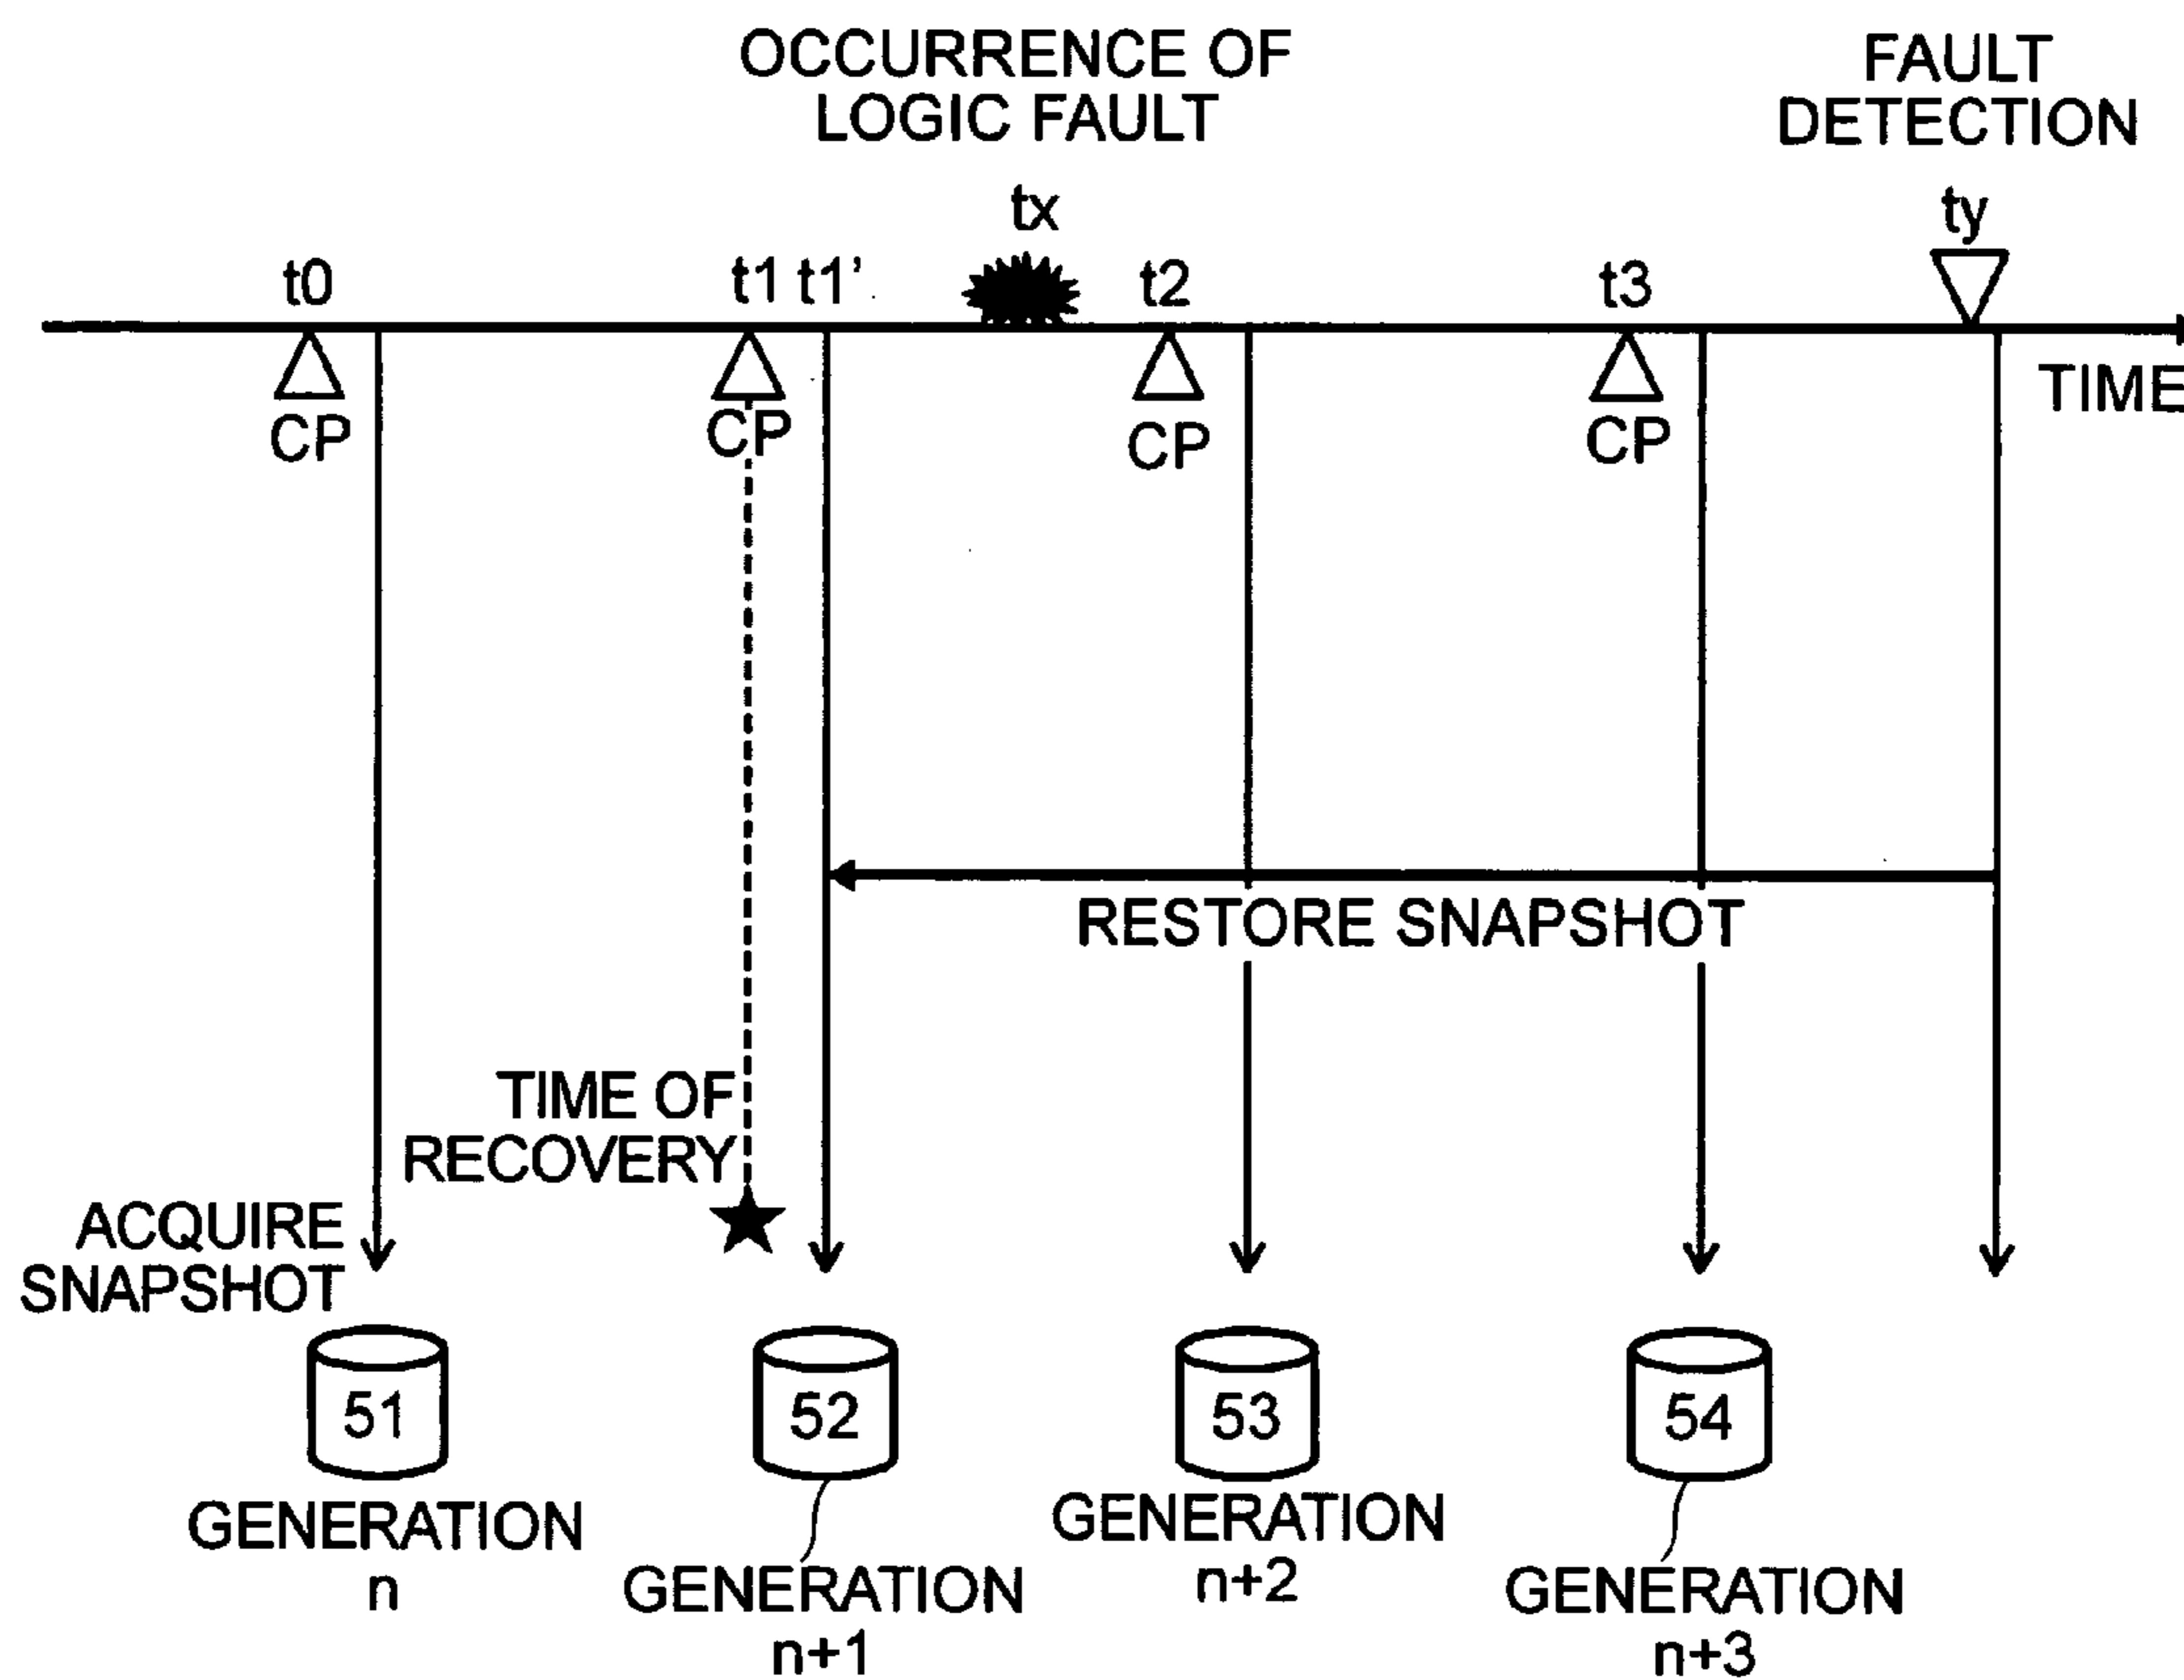 OCCURRENCE OF
LOGIC FAULT
FAULT
DETECTION
tx
ty
t0
t1
t1’
t2
t3
TIME
CP
CP
CP
CP
RESTORE SNAPSHOT
TIME OF
RECOVERY
ACQUIRE
SNAPSHOT
51
52
53
54
GENERATION
n
GENERATION
n+1
GENERATION
n+2
GENERATION
n+3